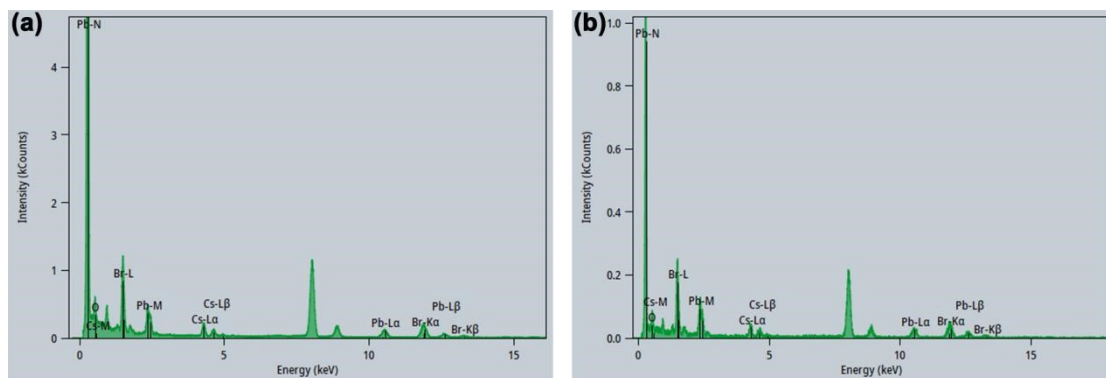 (a)
Pb-N
4
3
2
1
0
Intensity (kCounts)
Br-L
O
Cs-M
Pb-M
Cs-Lβ
Cs-Lα
Pb-Lβ
Pb-Lα
Br-Kα
Br-Kβ
0 5 10 15
Energy (keV)
(b)
1.0
Pb-N
0.8
0.6
0.4
0.2
0.0
Intensity (kCounts)
Br-L
Cs-M
O
Pb-M
Cs-Lβ
Cs-Lα
Pb-Lβ
Pb-Lα
Br-Kα
Br-Kβ
0 5 10 15
Energy (keV)